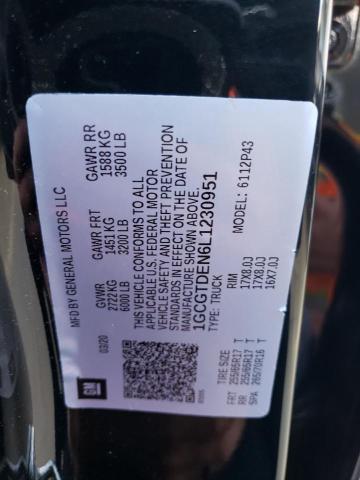 MFD BY GENERAL MOTORS LLC
03/20
GVWR
2722KG
6000 LB
GAWR FRT
1451 KG
3200 LB
GAWR RR
1588 KG
3500 LB
THIS VEHICLE CONFORMS TO ALL
APPLICABLE U.S. FEDERAL MOTOR
VEHICLE SAFETY AND THEFT PREVENTION
STANDARDS IN EFFECT ON THE DATE OF
MANUFACTURE SHOWN ABOVE.
1GCGTDEN6L1230951
TYPE: TRUCK
MODEL: 6112P43
TIRE SIZE RIM
FRT 255/65R17 T 17X8.0J
RR 255/65R17 T 17X8.0J
SPA 265/70R16 T 16X7.0J
GM